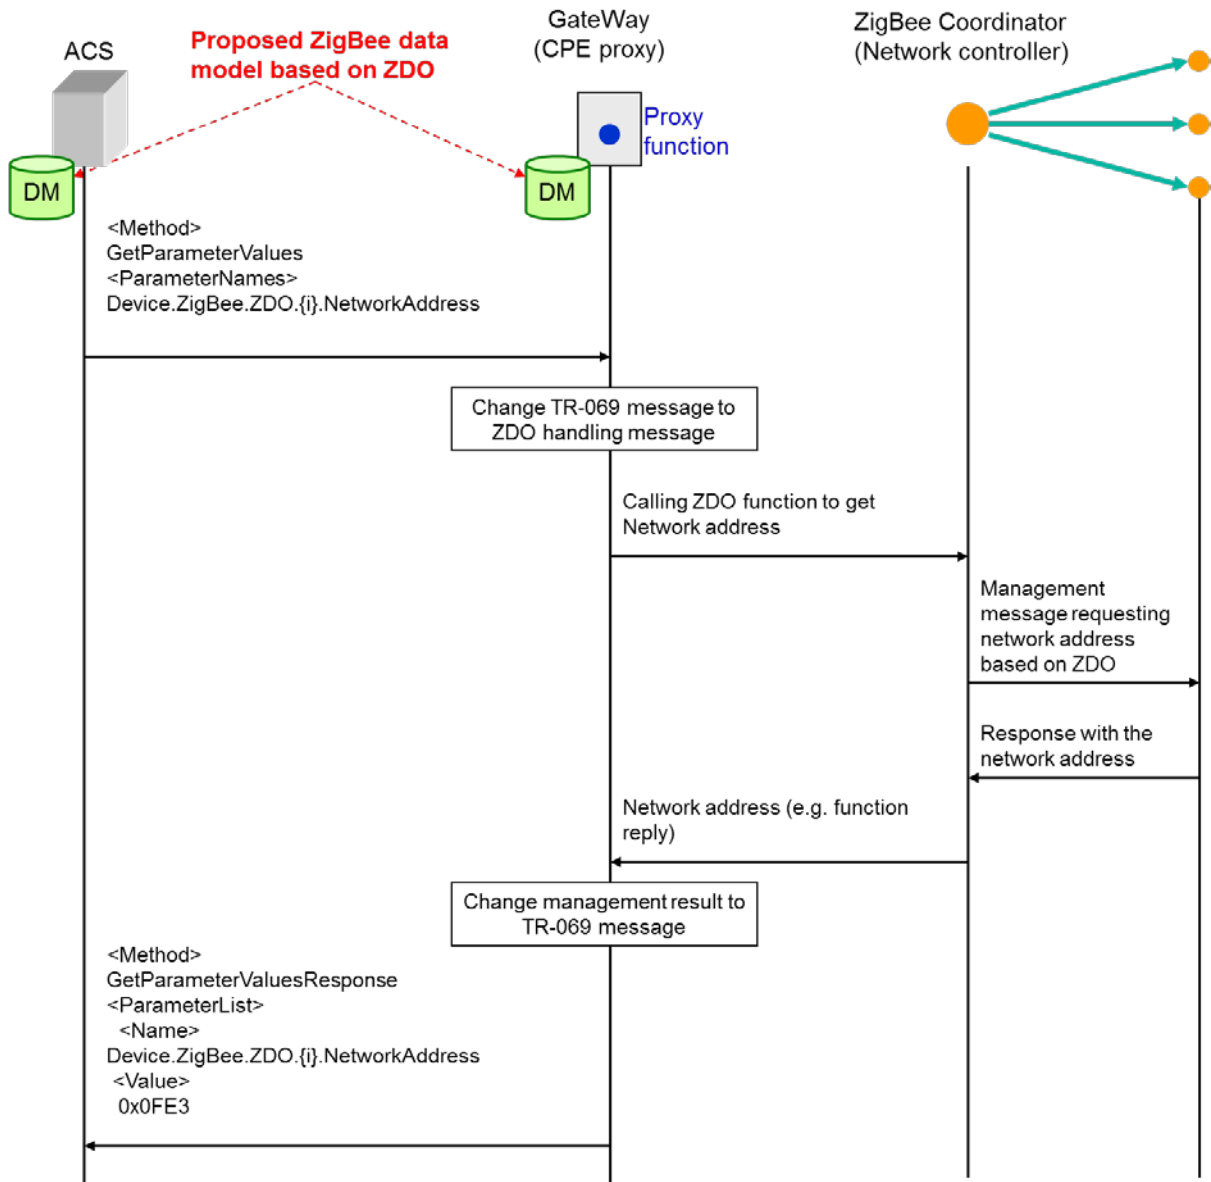 ACS
Proposed ZigBee data
model based on ZDO
GateWay
(CPE proxy)
ZigBee Coordinator
(Network controller)
Proxy
function
DM
DM
<Method>
GetParameterValues
<ParameterNames>
Device.ZigBee.ZDO.{i}.NetworkAddress
Change TR-069 message to
ZDO handling message
Calling ZDO function to get
Network address
Management
message requesting
network address
based on ZDO
Response with the
network address
Network address (e.g. function
reply)
Change management result to
TR-069 message
<Method>
GetParameterValuesResponse
<ParameterList>
<Name>
Device.ZigBee.ZDO.{i}.NetworkAddress
<Value>
0x0FE3